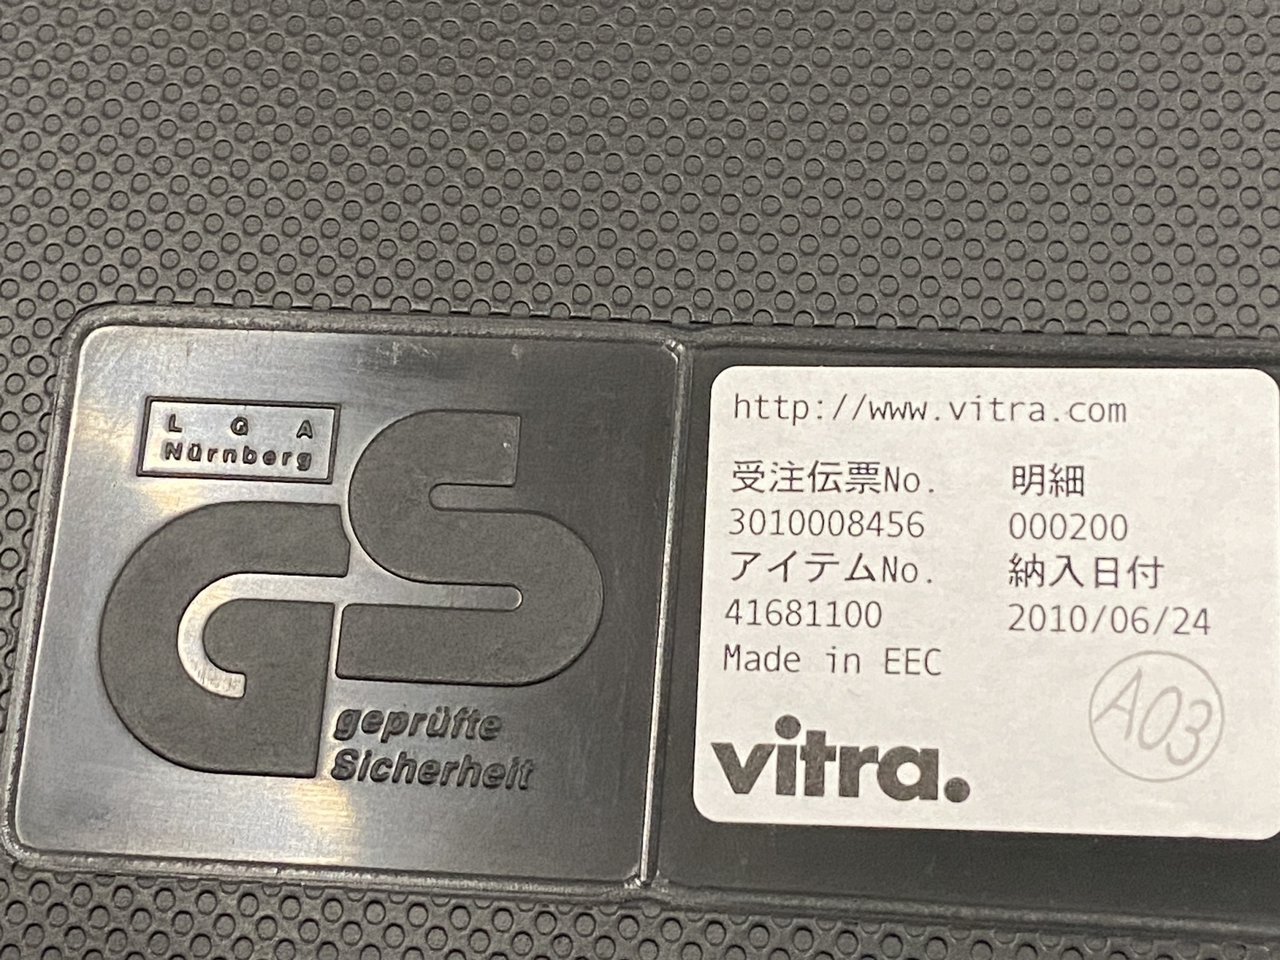 L G A
Nürnberg
GS
geprüfte
Sicherheit
http://www.vitra.com
受注伝票No. 明細
3010008456 000200
アイテムNo. 納入日付
41681100 2010/06/24
Made in EEC
A03
vitra.